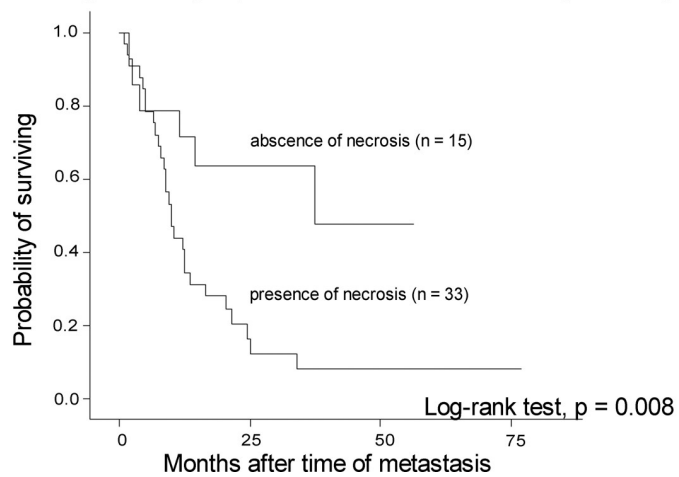 Probability of surviving
1.0
0.8
0.6
0.4
0.2
0.0
abscence of necrosis (n = 15)
presence of necrosis (n = 33)
Log-rank test, p = 0.008
0 25 50 75
Months after time of metastasis